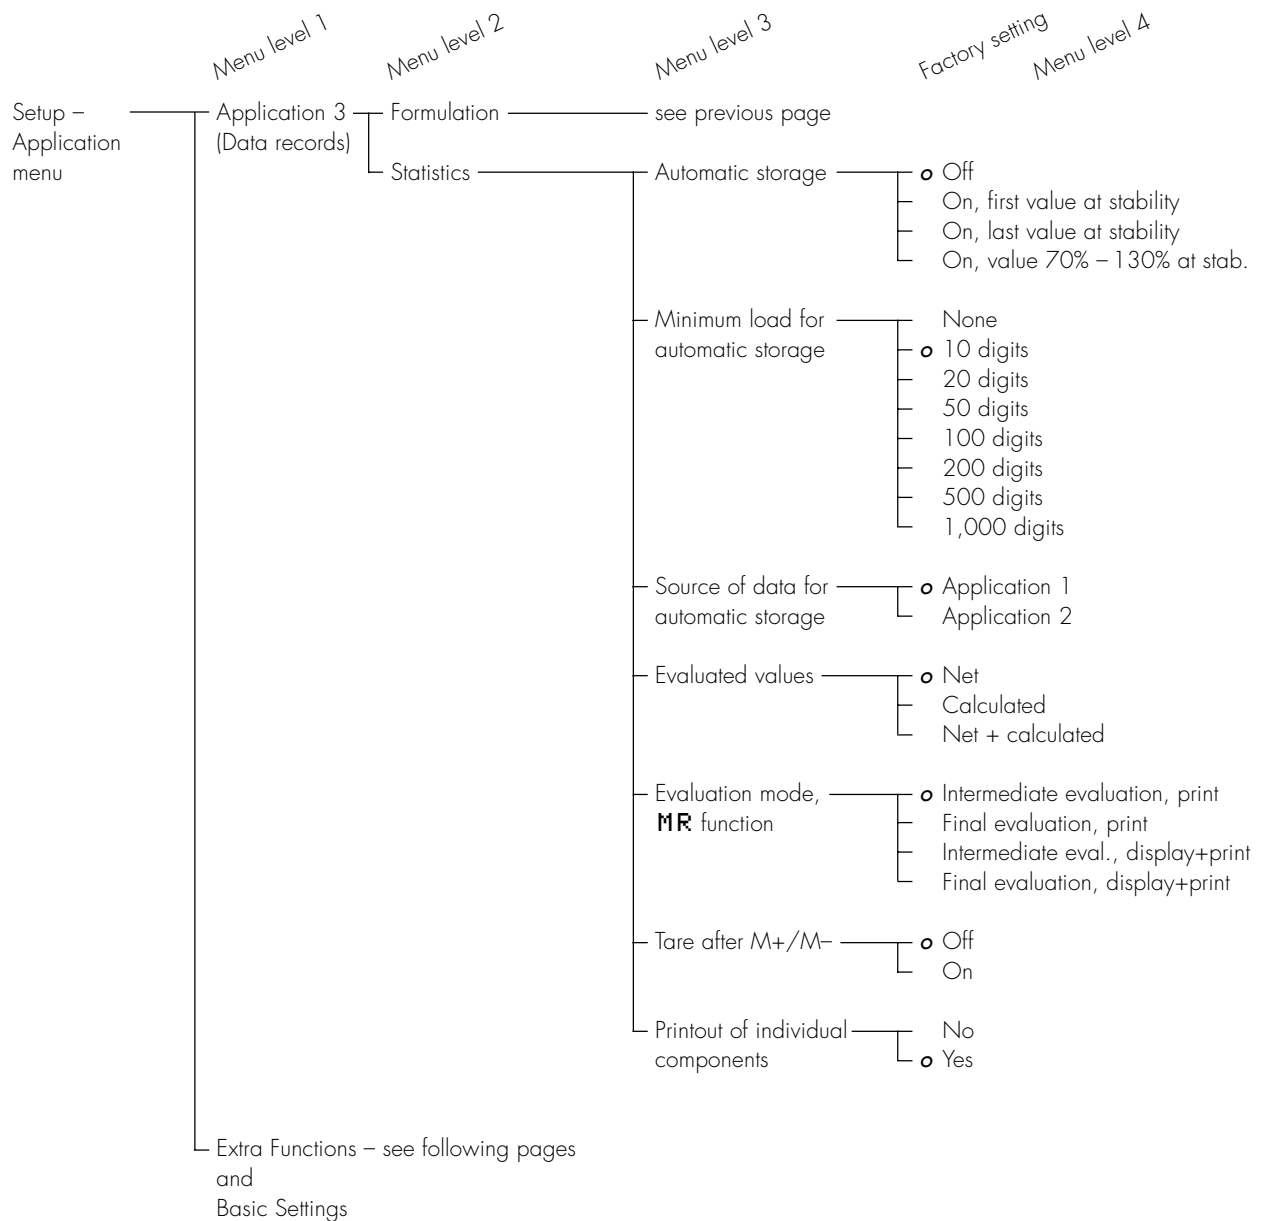 Menu level 1 Menu level 2 Menu level 3 Factory setting Menu level 4
Setup – Application 3 Formulation see previous page
Application (Data records)
menu Statistics Automatic storage o Off
On, first value at stability
On, last value at stability
On, value 70% – 130% at stab.
Minimum load for None
automatic storage o 10 digits
20 digits
50 digits
100 digits
200 digits
500 digits
1,000 digits
Source of data for o Application 1
automatic storage Application 2
Evaluated values o Net
Calculated
Net + calculated
Evaluation mode, o Intermediate evaluation, print
MR function Final evaluation, print
Intermediate eval., display+print
Final evaluation, display+print
Tare after M+/M– o Off
On
Printout of individual No
components o Yes
Extra Functions – see following pages
and
Basic Settings